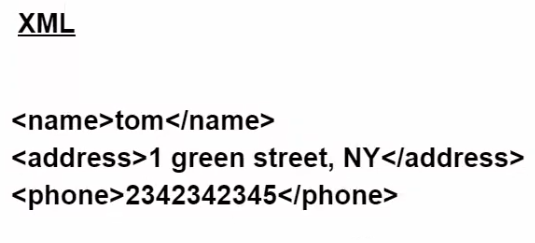 XML
<name>tom</name>
<address>1 green street, NY</address>
<phone>2342342345</phone>